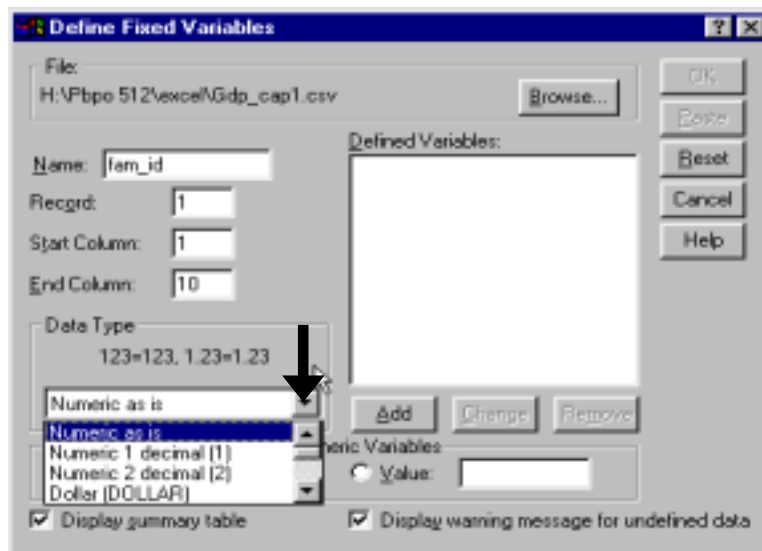 Define Fixed Variables
File:
H:\Pbpo 512\excel\Gdp_cap1.csv
Browse...
OK
Paste
Reset
Cancel
Help
Name: fam_id
Record: 1
Start Column: 1
End Column: 10
Defined Variables:
Data Type
123=123, 1.23=1.23
Numeric as is
Numeric as is
Numeric 1 decimal (1)
Numeric 2 decimal (2)
Dollar (DOLLAR)
Add
Change
Remove
Variables
Value:
Display summary table
Display warning message for undefined data